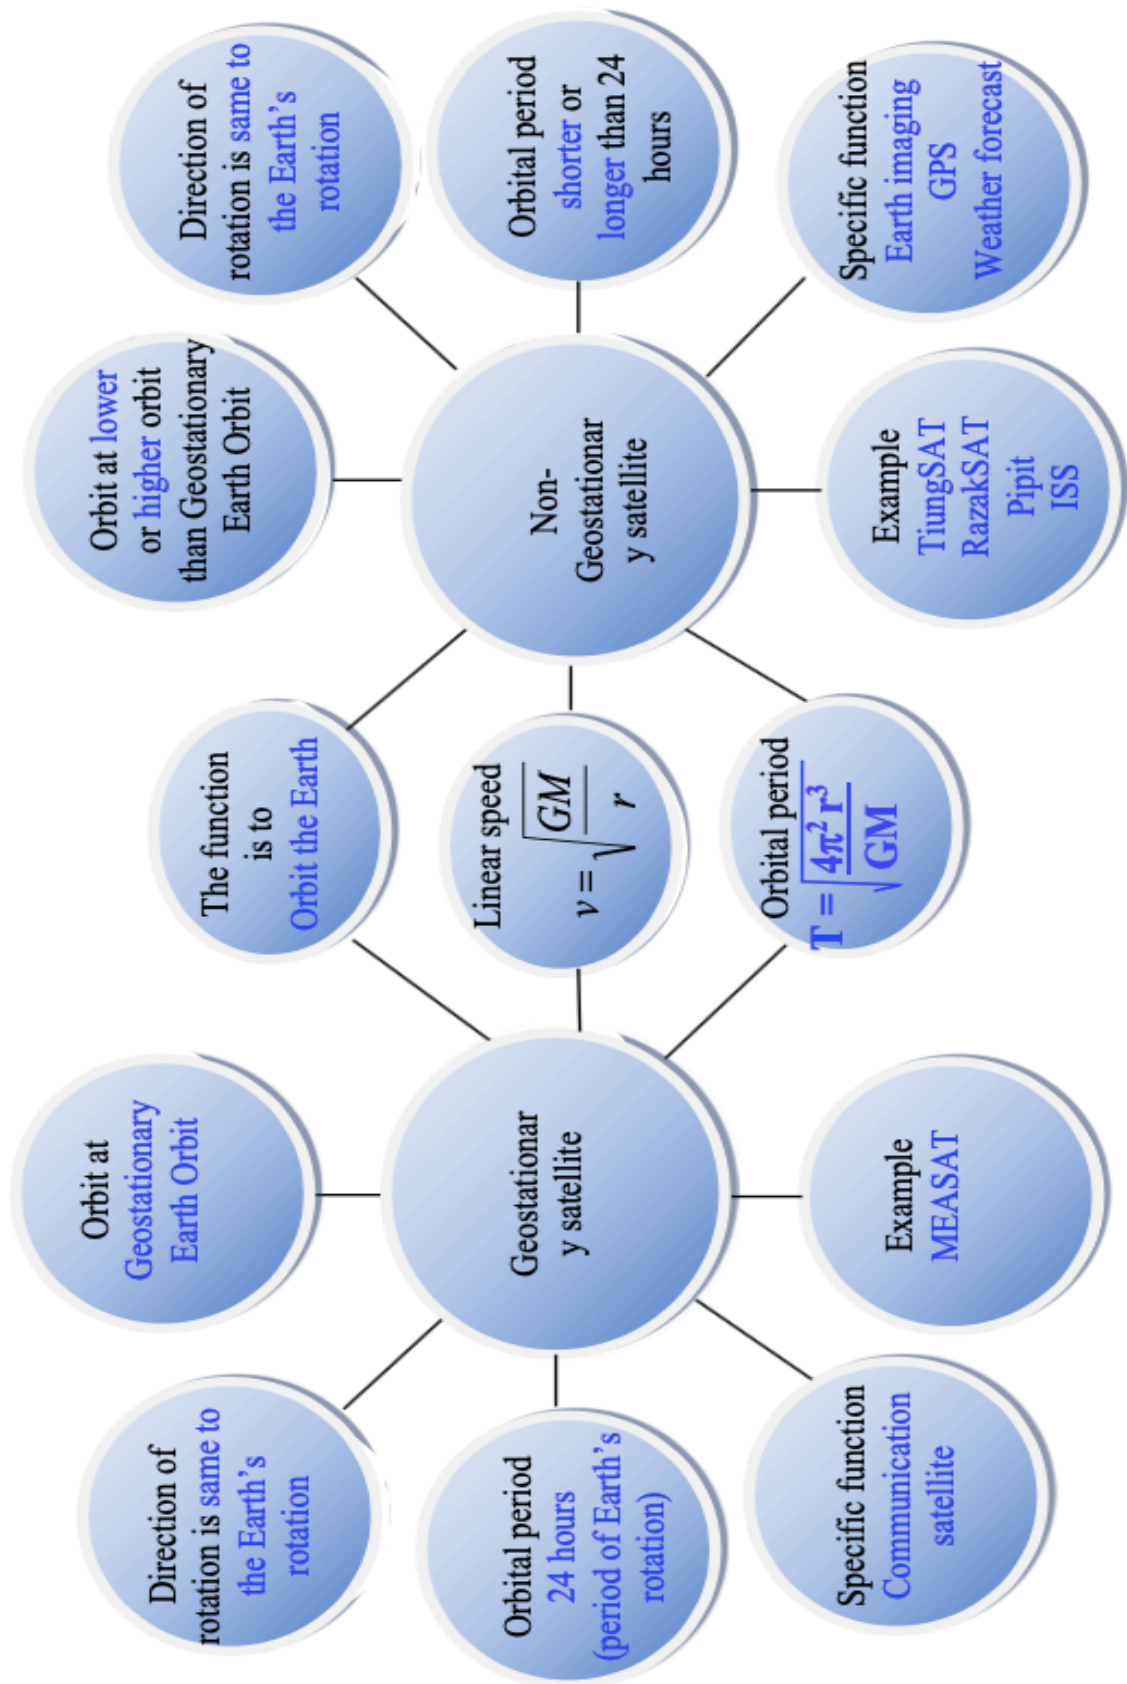 Direction of
rotation is same to
the Earth's
rotation
Orbit at
Geostationary
Earth Orbit
The function
is to
Orbit the Earth
Orbit at lower
or higher orbit
than Geostationary
Earth Orbit
Direction of
rotation is same to
the Earth's
rotation
Orbital period
24 hours
(period of Earth's
rotation)
Geostationar
y satellite
Linear speed
v = √(GM/r)
Non-
Geostationar
y satellite
Orbital period
shorter or
longer than 24
hours
Specific function
Communication
satellite
Example
MEASAT
Orbital period
T = √(4π² r³/GM)
Example
TiungSAT
RazakSAT
Pipit
ISS
Specific function
Earth imaging
GPS
Weather forecast